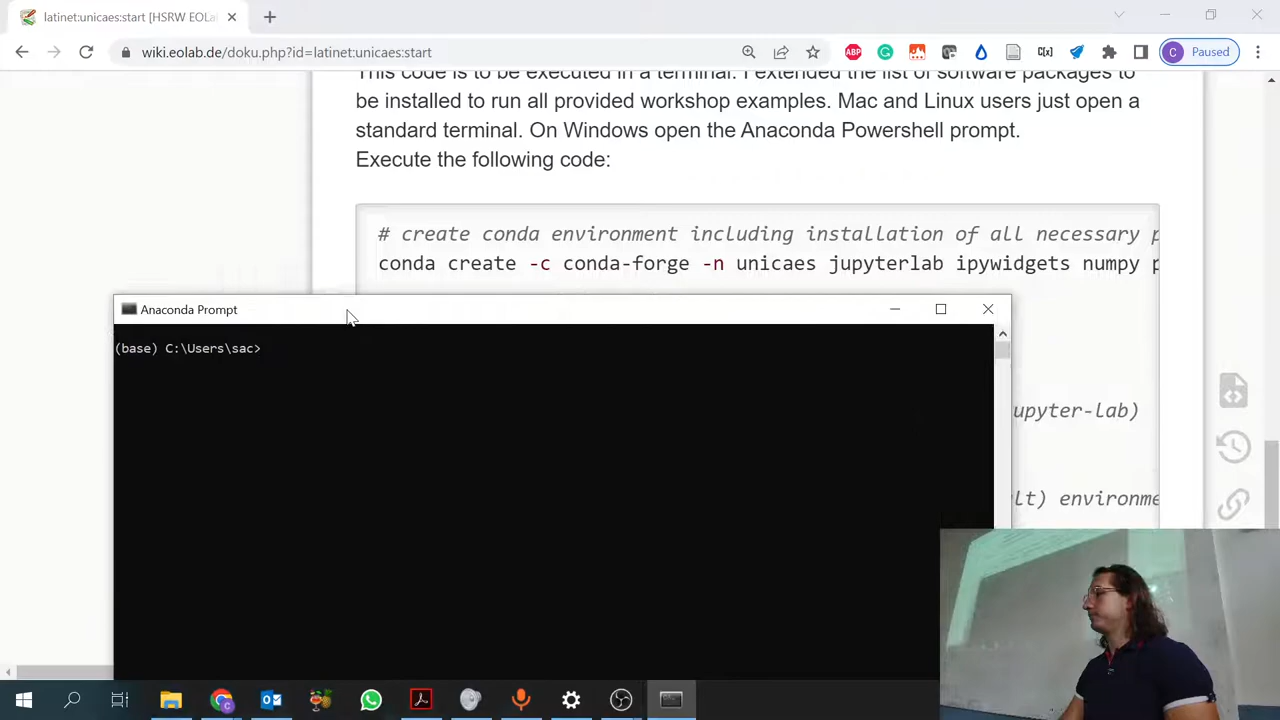 latinet:unicaes:start [HSRW EOLa
wiki.eolab.de/doku.php?id=latinet:unicaes:start
ABP
C[x]
C Paused
This code is to be executed in a terminal. I extended the list of software packages to
be installed to run all provided workshop examples. Mac and Linux users just open a
standard terminal. On Windows open the Anaconda Powershell prompt.
Execute the following code:
# create conda environment including installation of all necessary p
conda create -c conda-forge -n unicaes jupyterlab ipywidgets numpy p
Anaconda Prompt
(base) C:\Users\sac>
upyter-lab)
lt) environme